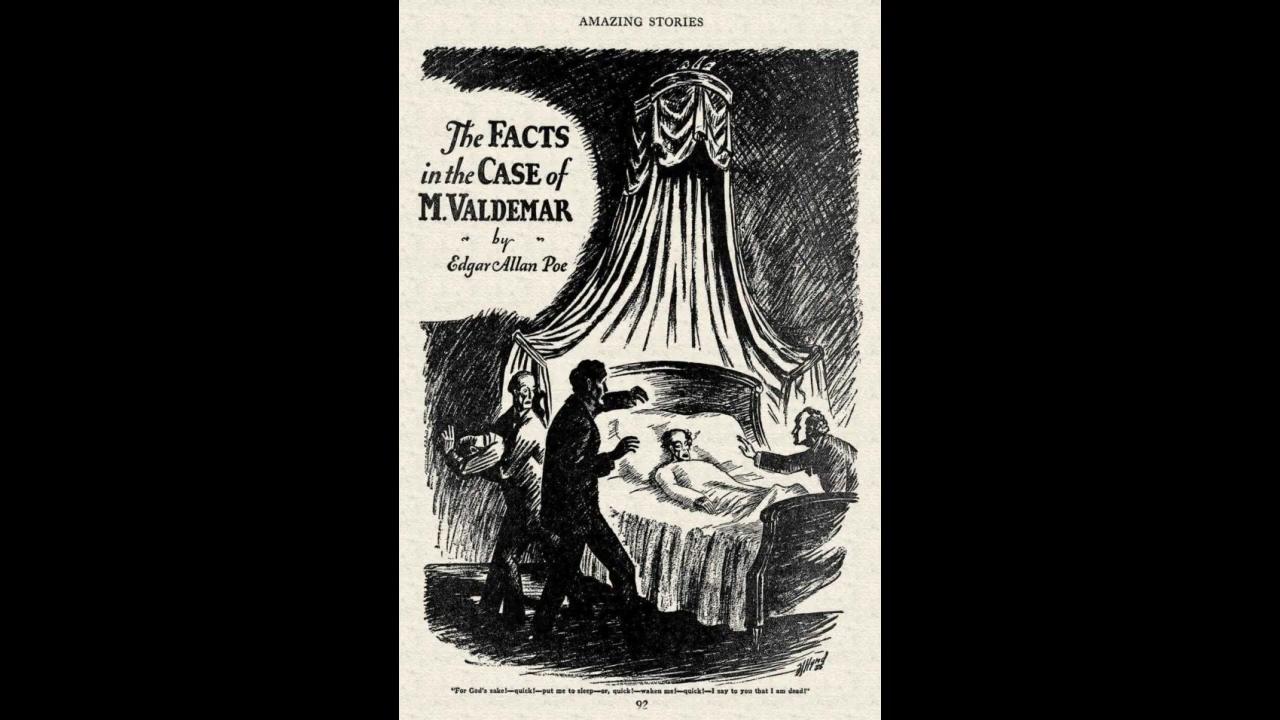 AMAZING STORIES
The FACTS
in the CASE of
M. VALDEMAR
by
Edgar Allan Poe
"For God's sake!—quick!—put me to sleep—or, quick!—waken me!—quick!—I say to you that I am dead!"
92